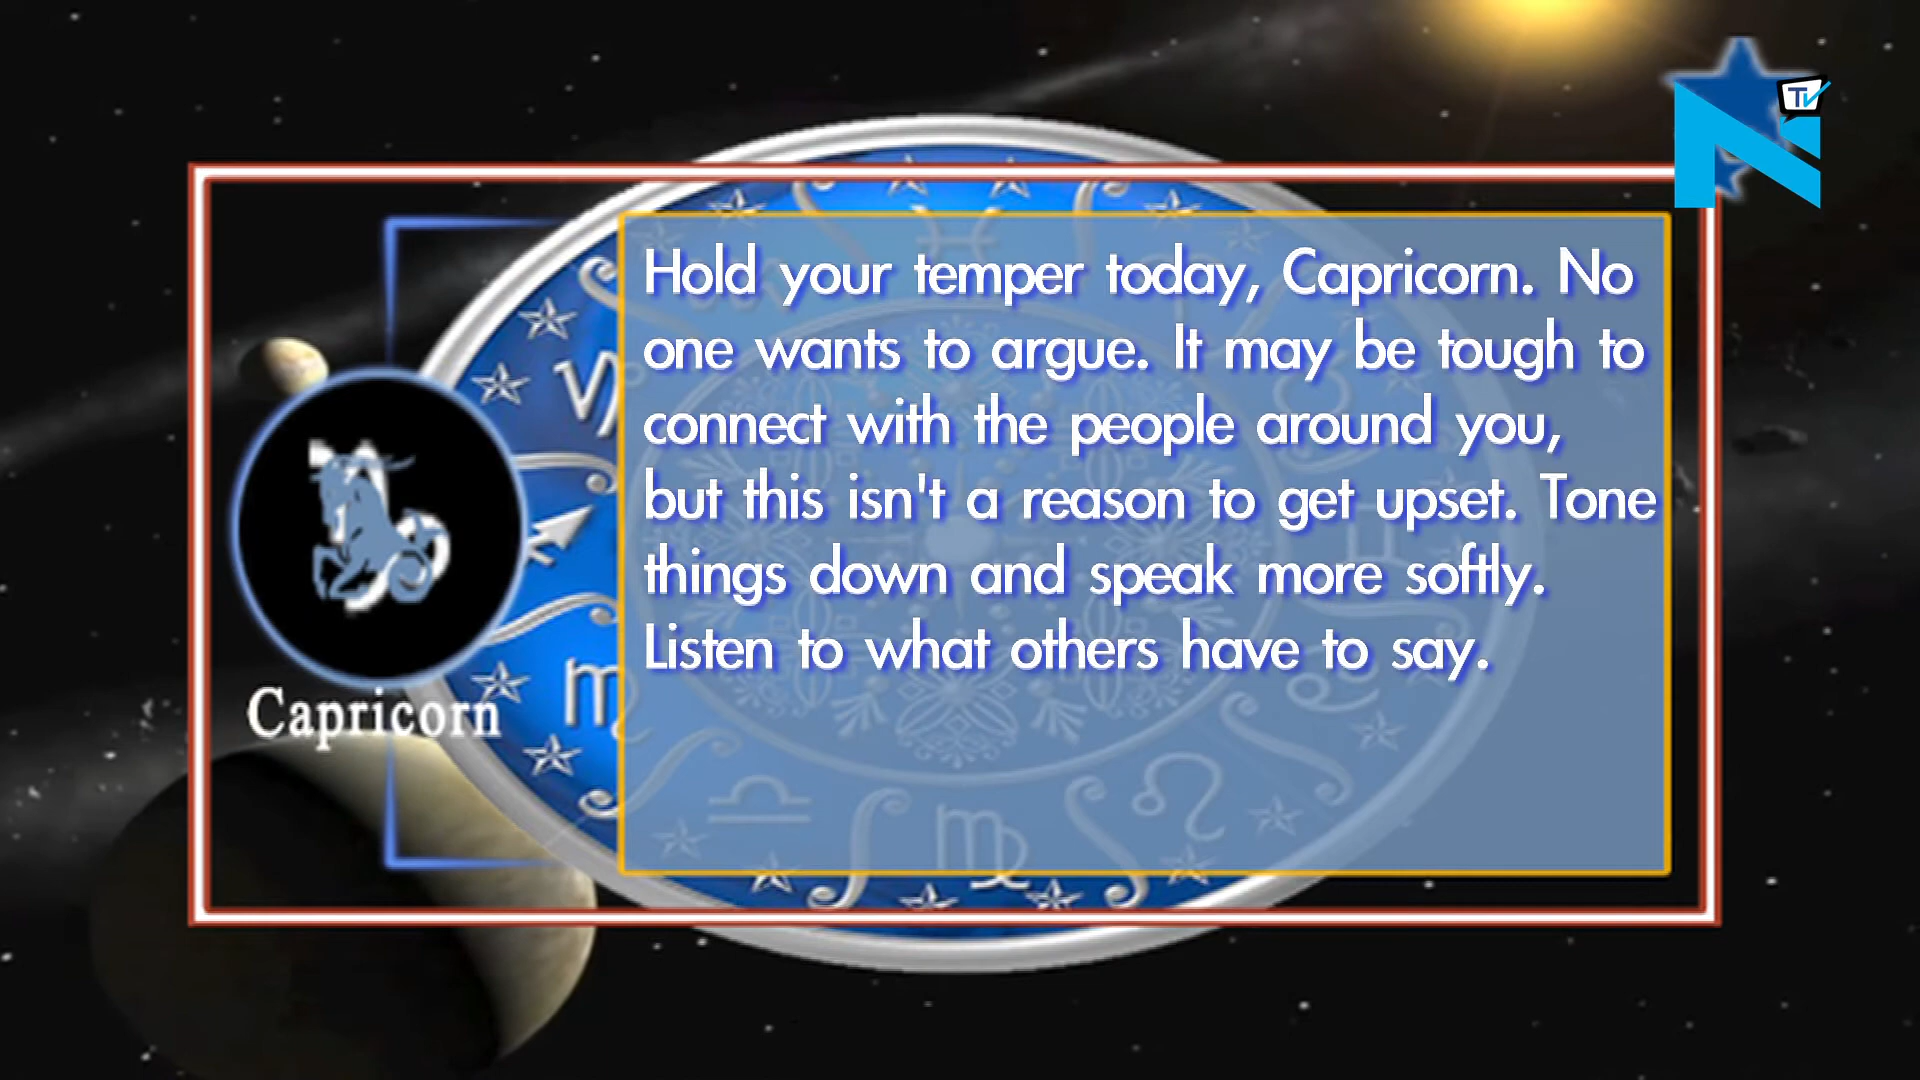 TV
Hold your temper today, Capricorn. No
one wants to argue. It may be tough to
connect with the people around you,
but this isn't a reason to get upset. Tone
things down and speak more softly.
Listen to what others have to say.
Capricorn